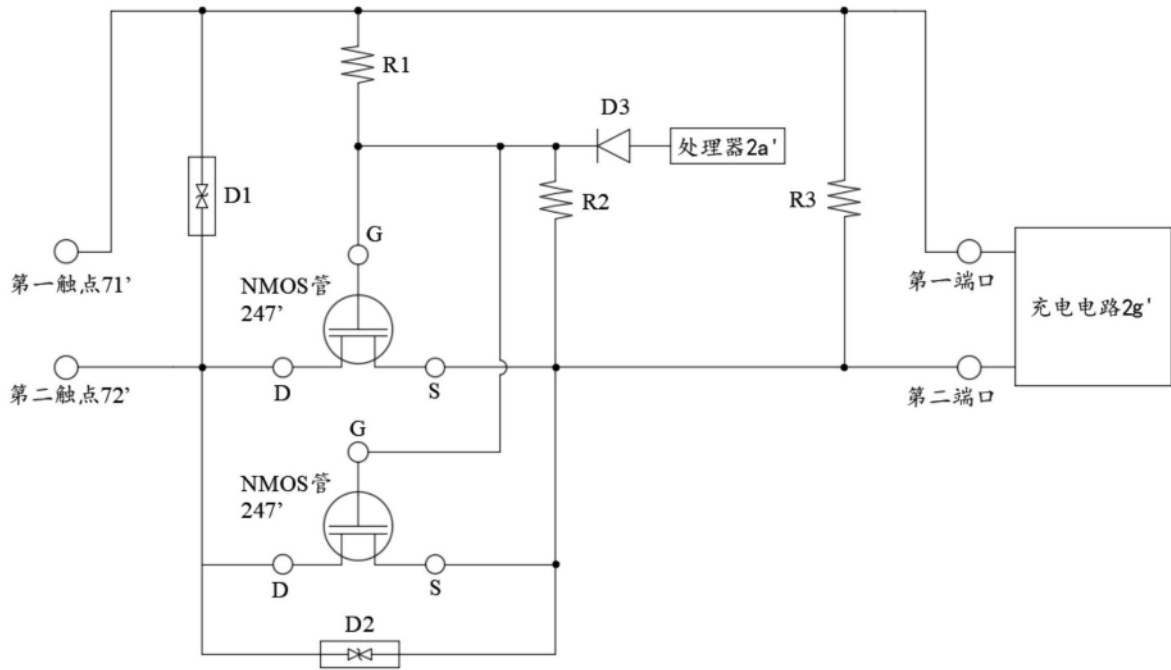 R1
D3
处理器2a'
D1
R2
R3
G
第一触点71’
NMOS管
247’
第一端口
充电电路2g'
第二触点72’
D
S
第二端口
G
NMOS管
247’
D
S
D2